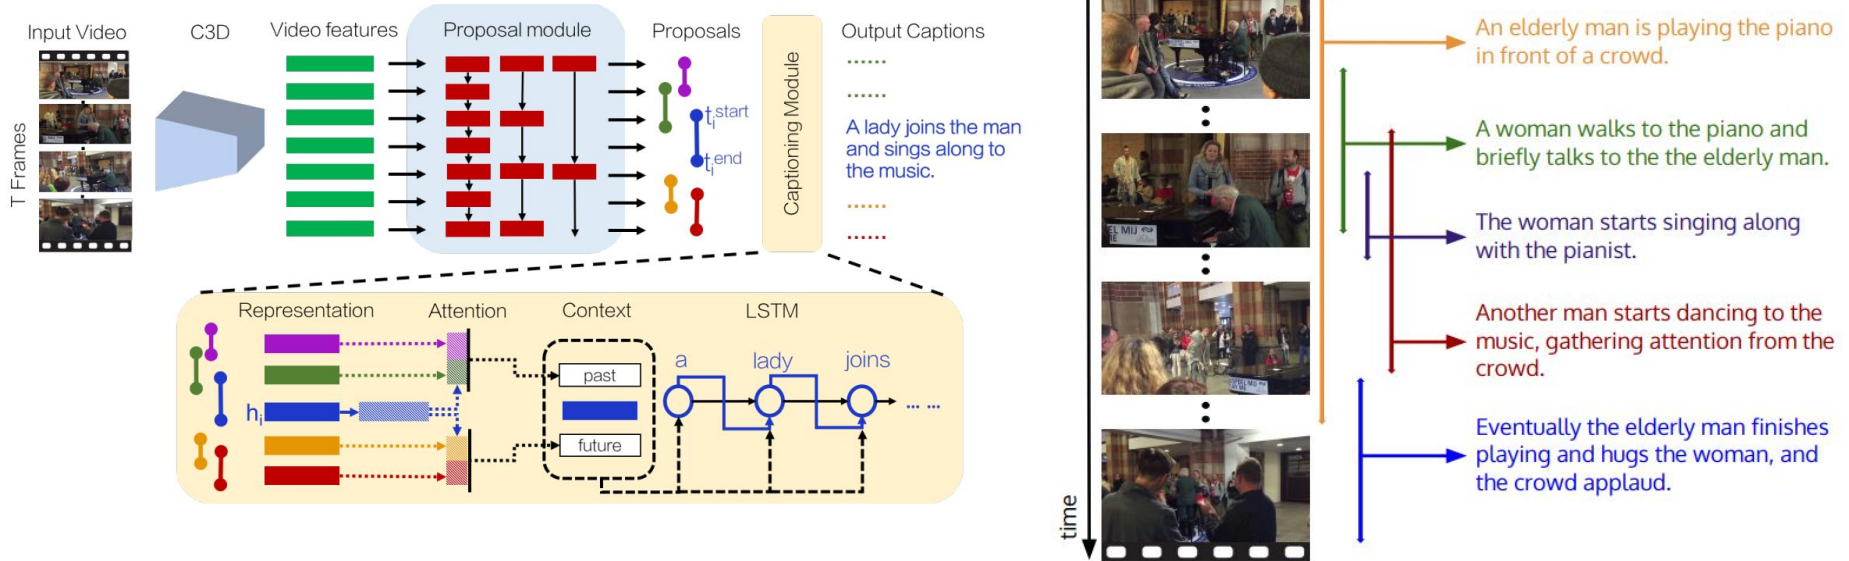 Input Video
C3D
Video features
Proposal module
Proposals
Output Captions
T Frames
t_i^start
t_i^end
Captioning Module
......
......
A lady joins the man
and sings along to
the music.
......
......
Representation
Attention
Context
LSTM
h_i
past
future
a
lady
joins
... ...
time
An elderly man is playing the piano
in front of a crowd.
A woman walks to the piano and
briefly talks to the the elderly man.
The woman starts singing along
with the pianist.
Another man starts dancing to the
music, gathering attention from the
crowd.
Eventually the elderly man finishes
playing and hugs the woman, and
the crowd applaud.
EEL MIJ
ME